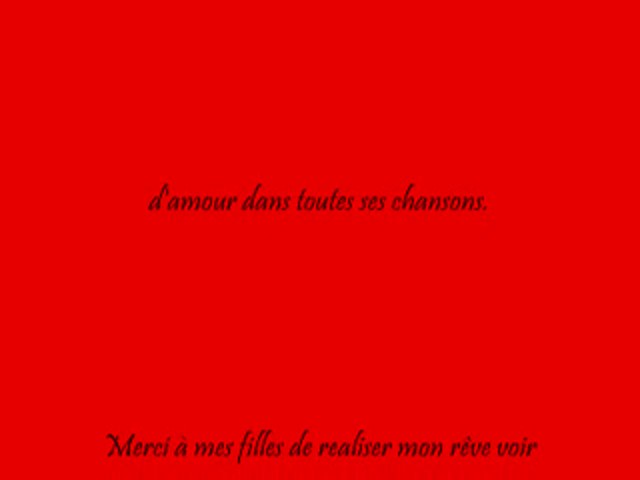 d'amour dans toutes ses chansons.
Merci à mes filles de realiser mon rêve voir